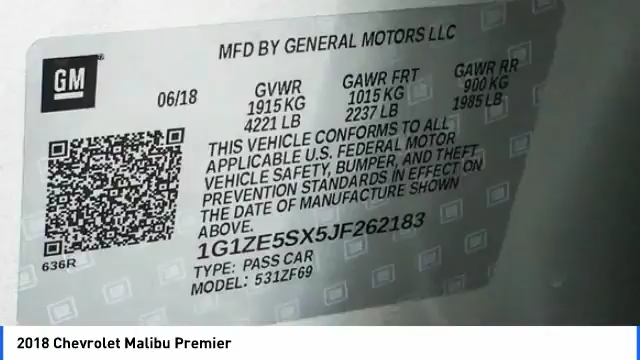 MFD BY GENERAL MOTORS LLC
GM
06/18
GVWR GAWR FRT GAWR RR
1915 KG 1015 KG 900 KG
4221 LB 2237 LB 1985 LB
THIS VEHICLE CONFORMS TO ALL
APPLICABLE U.S. FEDERAL MOTOR
VEHICLE SAFETY, BUMPER, AND THEFT
PREVENTION STANDARDS IN EFFECT ON
THE DATE OF MANUFACTURE SHOWN
ABOVE.
1G1ZE5SX5JF262183
636R
TYPE: PASS CAR
MODEL: 531ZF69
2018 Chevrolet Malibu Premier